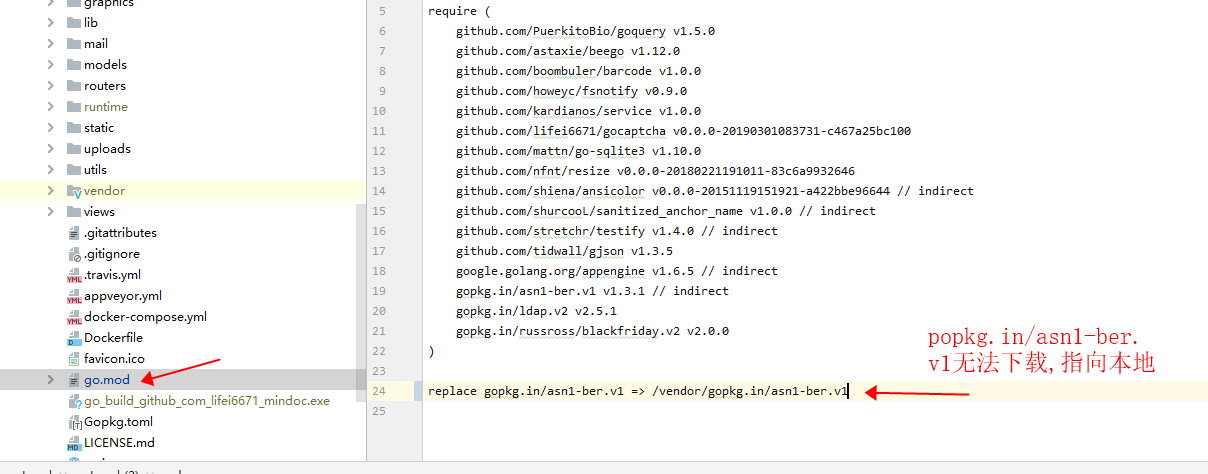 graphics
lib
mail
models
routers
runtime
static
uploads
utils
vendor
views
.gitattributes
.gitignore
.travis.yml
appveyor.yml
docker-compose.yml
Dockerfile
favicon.ico
go.mod
go_build_github_com_lifei6671_mindoc.exe
Gopkg.toml
LICENSE.md
5 require (
6 github.com/PuerkitoBio/goquery v1.5.0
7 github.com/astaxie/beego v1.12.0
8 github.com/boombuler/barcode v1.0.0
9 github.com/howeyc/fsnotify v0.9.0
10 github.com/kardianos/service v1.0.0
11 github.com/lifei6671/gocaptcha v0.0.0-20190301083731-c467a25bc100
12 github.com/mattn/go-sqlite3 v1.10.0
13 github.com/nfnt/resize v0.0.0-20180221191011-83c6a9932646
14 github.com/shiena/ansicolor v0.0.0-20151119151921-a422bbe96644 // indirect
15 github.com/shurcooL/sanitized_anchor_name v1.0.0 // indirect
16 github.com/stretchr/testify v1.4.0 // indirect
17 github.com/tidwall/gjson v1.3.5
18 google.golang.org/appengine v1.6.5 // indirect
19 gopkg.in/asn1-ber.v1 v1.3.1 // indirect
20 gopkg.in/ldap.v2 v2.5.1
21 gopkg.in/russross/blackfriday.v2 v2.0.0
22 )
23
24 replace gopkg.in/asn1-ber.v1 => /vendor/gopkg.in/asn1-ber.v1
25
popkg.in/asn1-ber.
v1无法下载,指向本地